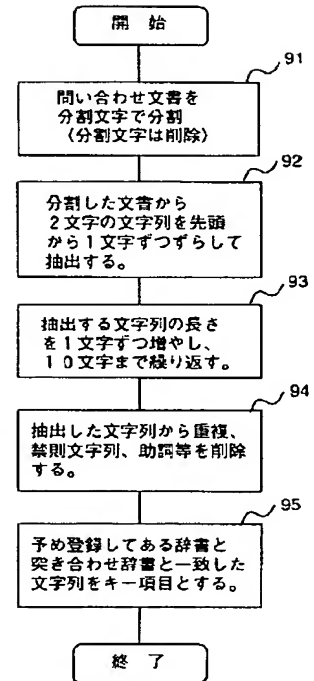 開 始
91
問い合わせ文書を
分割文字で分割
（分割文字は削除）
92
分割した文書から
２文字の文字列を先頭
から１文字ずつずらして
抽出する。
93
抽出する文字列の長さ
を１文字ずつ増やし、
１０文字まで繰り返す。
94
抽出した文字列から重複、
禁則文字列、助詞等を削除
する。
95
予め登録してある辞書と
突き合わせ辞書と一致した
文字列をキー項目とする。
終 了